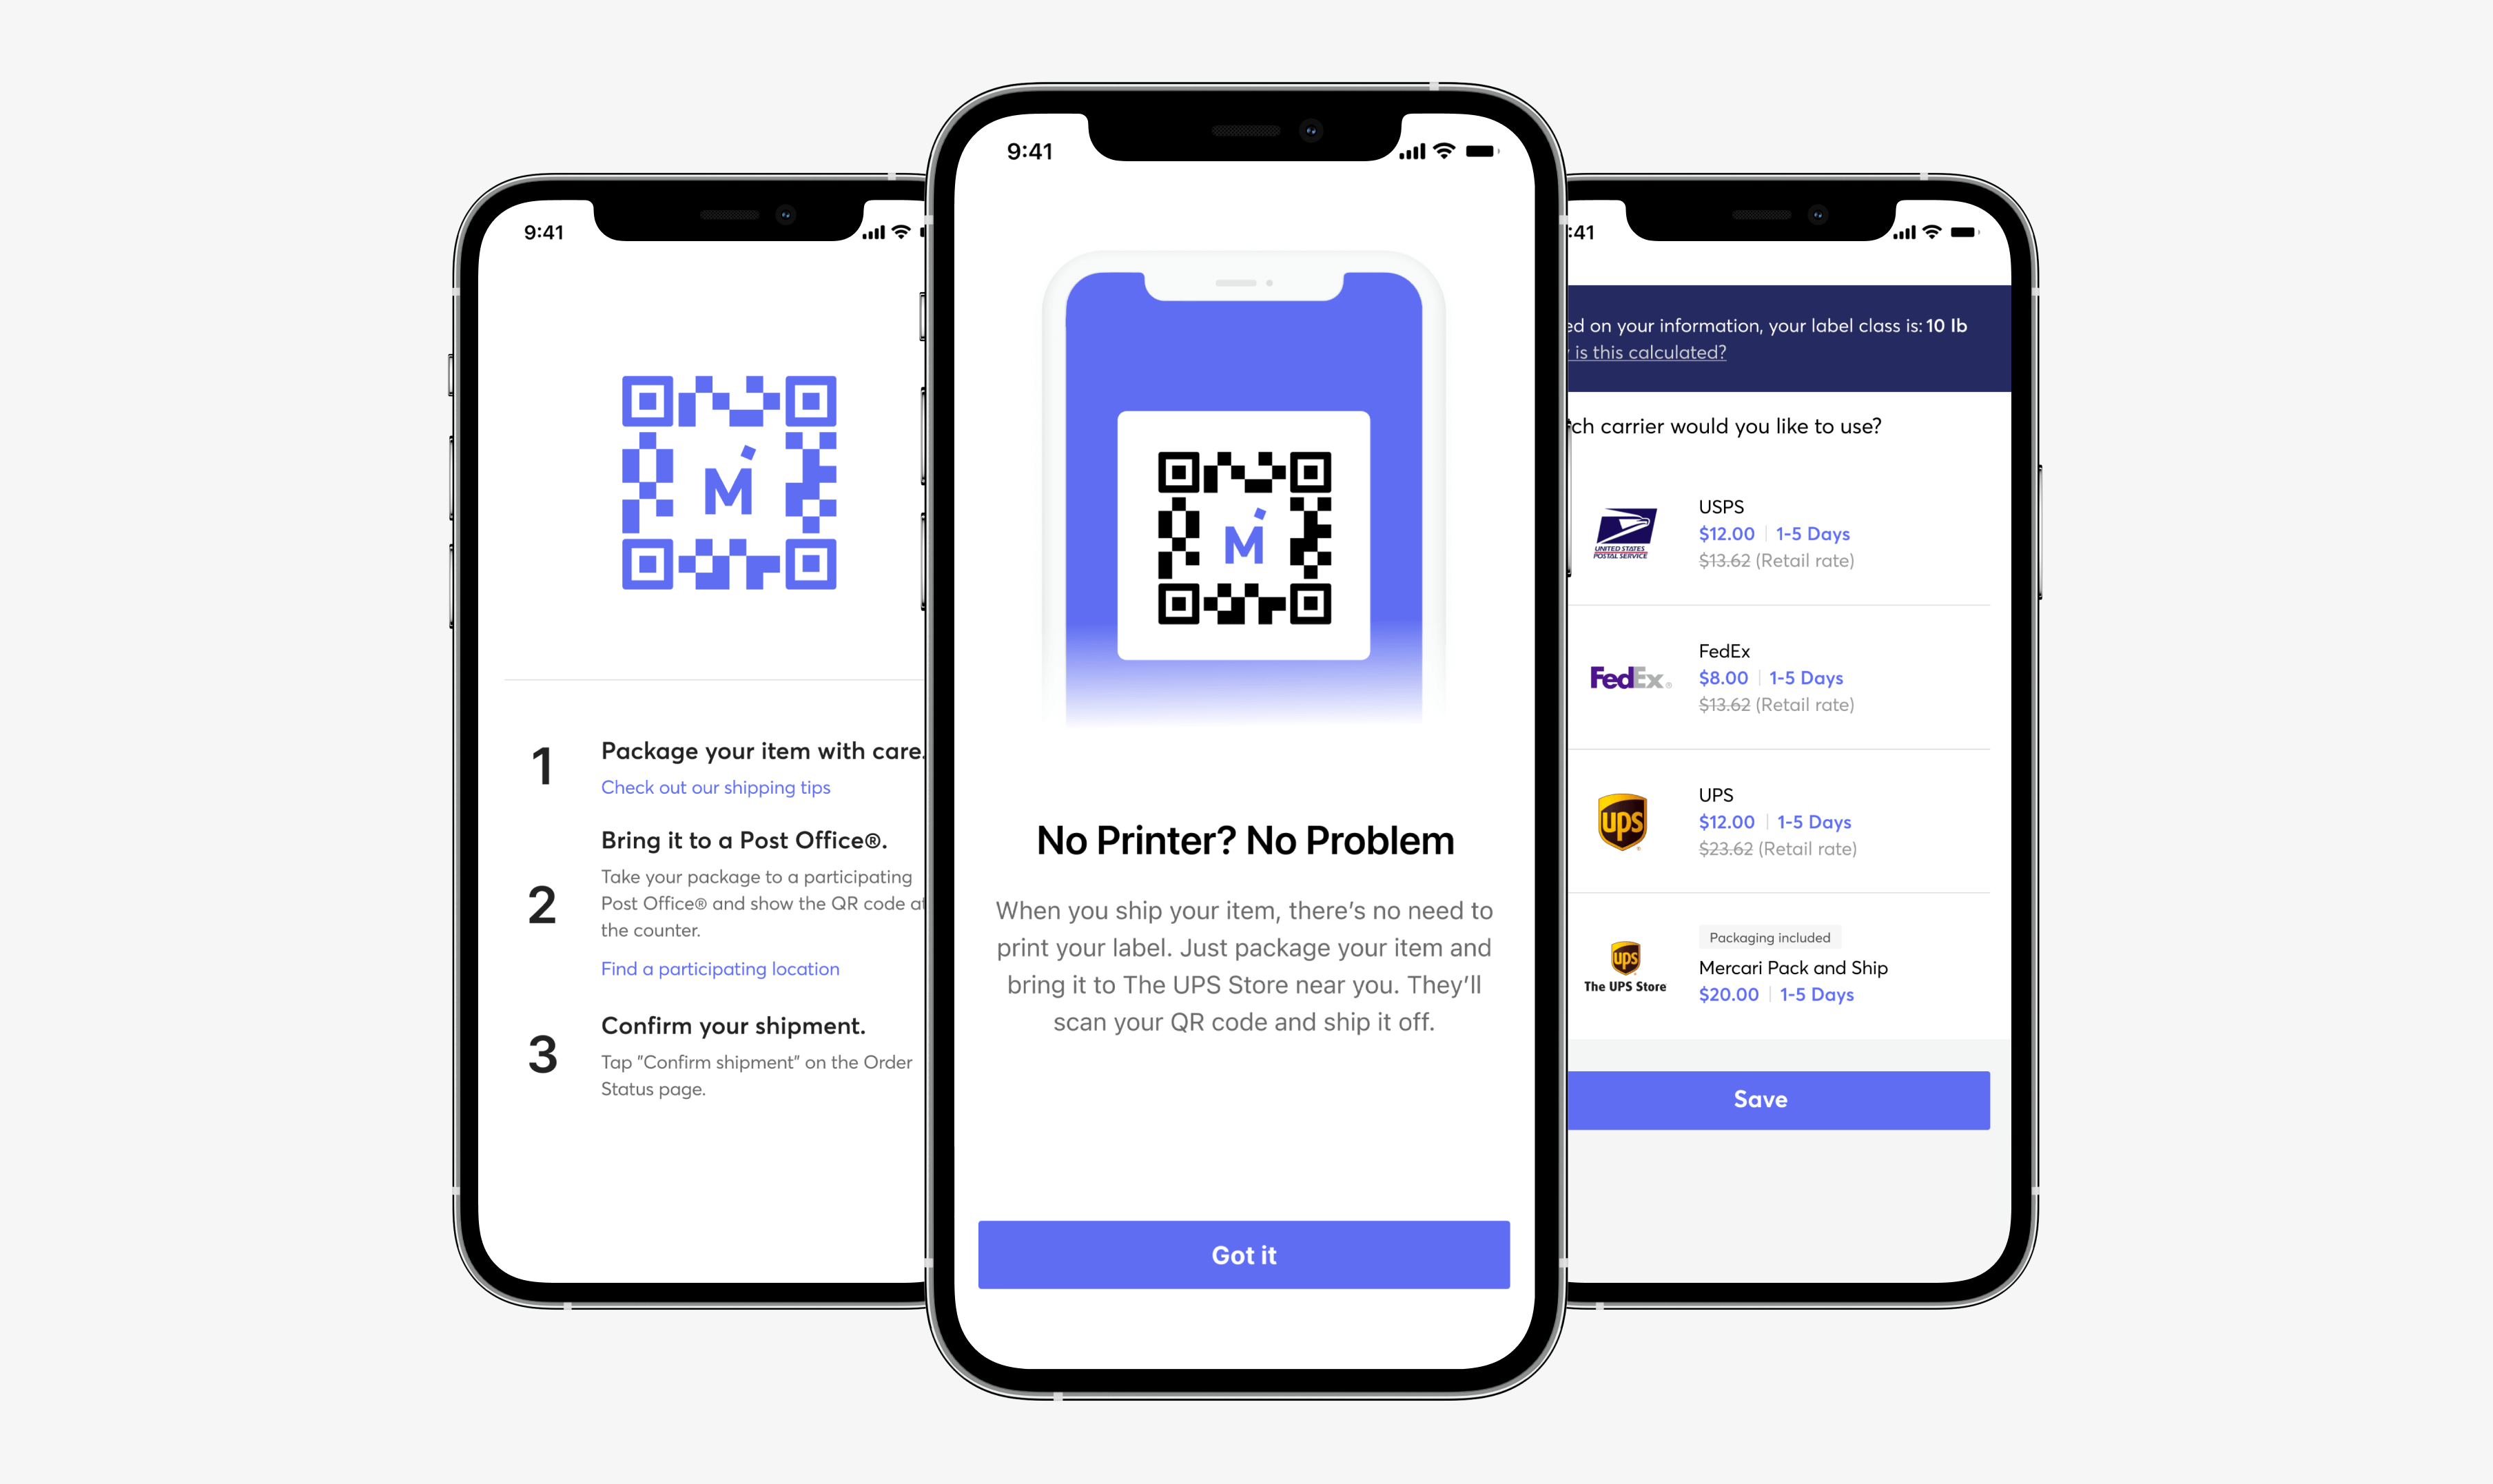 9:41
M
1
Package your item with care.
Check out our shipping tips
2
Bring it to a Post Office®.
Take your package to a participating
Post Office® and show the QR code at
the counter.
Find a participating location
3
Confirm your shipment.
Tap "Confirm shipment" on the Order
Status page.
9:41
M
No Printer? No Problem
When you ship your item, there's no need to
print your label. Just package your item and
bring it to The UPS Store near you. They'll
scan your QR code and ship it off.
Got it
:41
on your information, your label class is: 10 lb
is this calculated?
carrier would you like to use?
UNITED STATES
POSTAL SERVICE
USPS
$12.00 | 1-5 Days
$13.62 (Retail rate)
FedEx®
FedEx
$8.00 | 1-5 Days
$13.62 (Retail rate)
ups
UPS
$12.00 | 1-5 Days
$23.62 (Retail rate)
ups
The UPS Store
Packaging included
Mercari Pack and Ship
$20.00 | 1-5 Days
Save